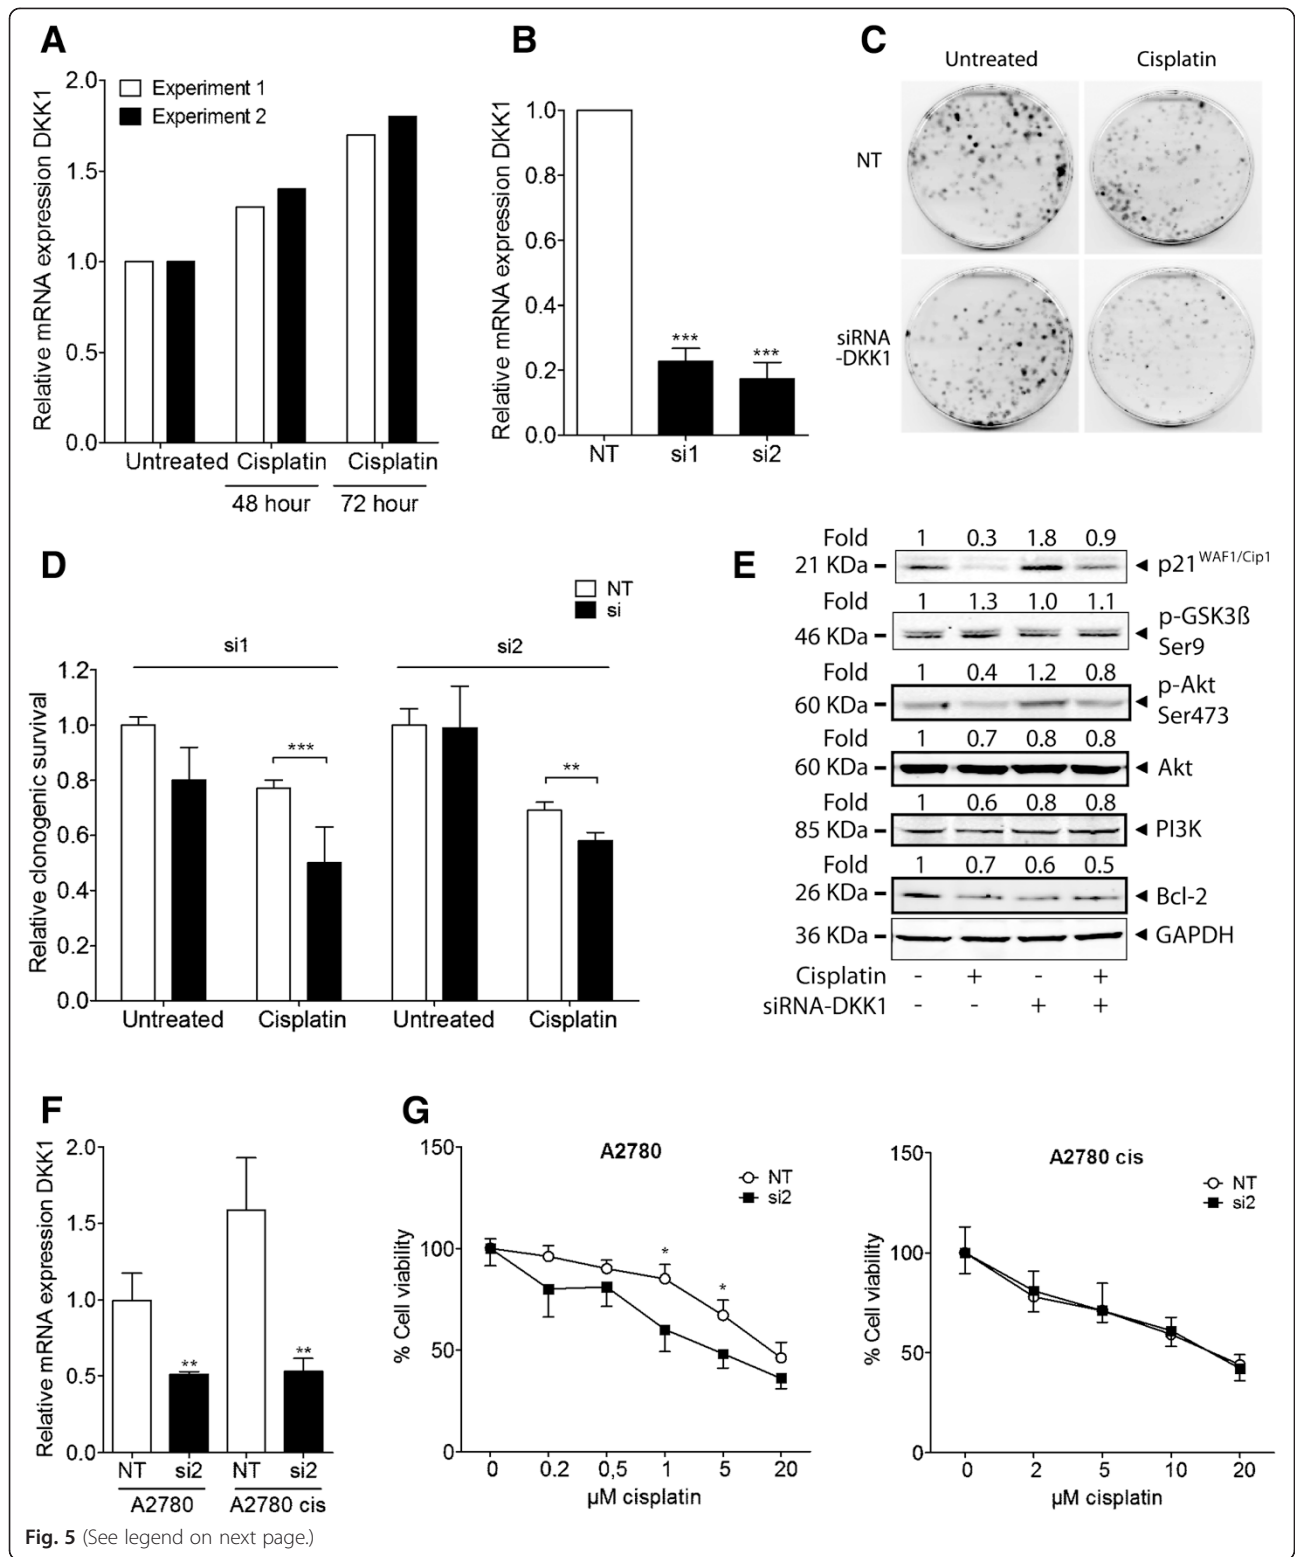 A
Relative mRNA expression DKK1
2.0
1.5
1.0
0.5
0.0
Experiment 1
Experiment 2
Untreated Cisplatin Cisplatin
48 hour 72 hour
B
Relative mRNA expression DKK1
1.0
0.8
0.6
0.4
0.2
0.0
*** ***
NT si1 si2
C
Untreated Cisplatin
NT
siRNA
-DKK1
D
NT
si
si1 si2
Relative clonogenic survival
1.2
1.0
0.8
0.6
0.4
0.2
0.0
*** **
Untreated Cisplatin Untreated Cisplatin
E
Fold 1 0.3 1.8 0.9
21 KDa p21WAF1/Cip1
Fold 1 1.3 1.0 1.1
46 KDa p-GSK3ß
Ser9
Fold 1 0.4 1.2 0.8
60 KDa p-Akt
Ser473
Fold 1 0.7 0.8 0.8
60 KDa Akt
Fold 1 0.6 0.8 0.8
85 KDa PI3K
Fold 1 0.7 0.6 0.5
26 KDa Bcl-2
36 KDa GAPDH
Cisplatin - + - +
siRNA-DKK1 - - + +
F
Relative mRNA expression DKK1
2.0
1.5
1.0
0.5
0.0
** **
NT si2 NT si2
A2780 A2780 cis
G
A2780
NT
si2
% Cell viability
150
100
50
0
* *
0 0.2 0,5 1 5 20
µM cisplatin
A2780 cis
NT
si2
% Cell viability
150
100
50
0
0 2 5 10 20
µM cisplatin
Fig. 5 (See legend on next page.)